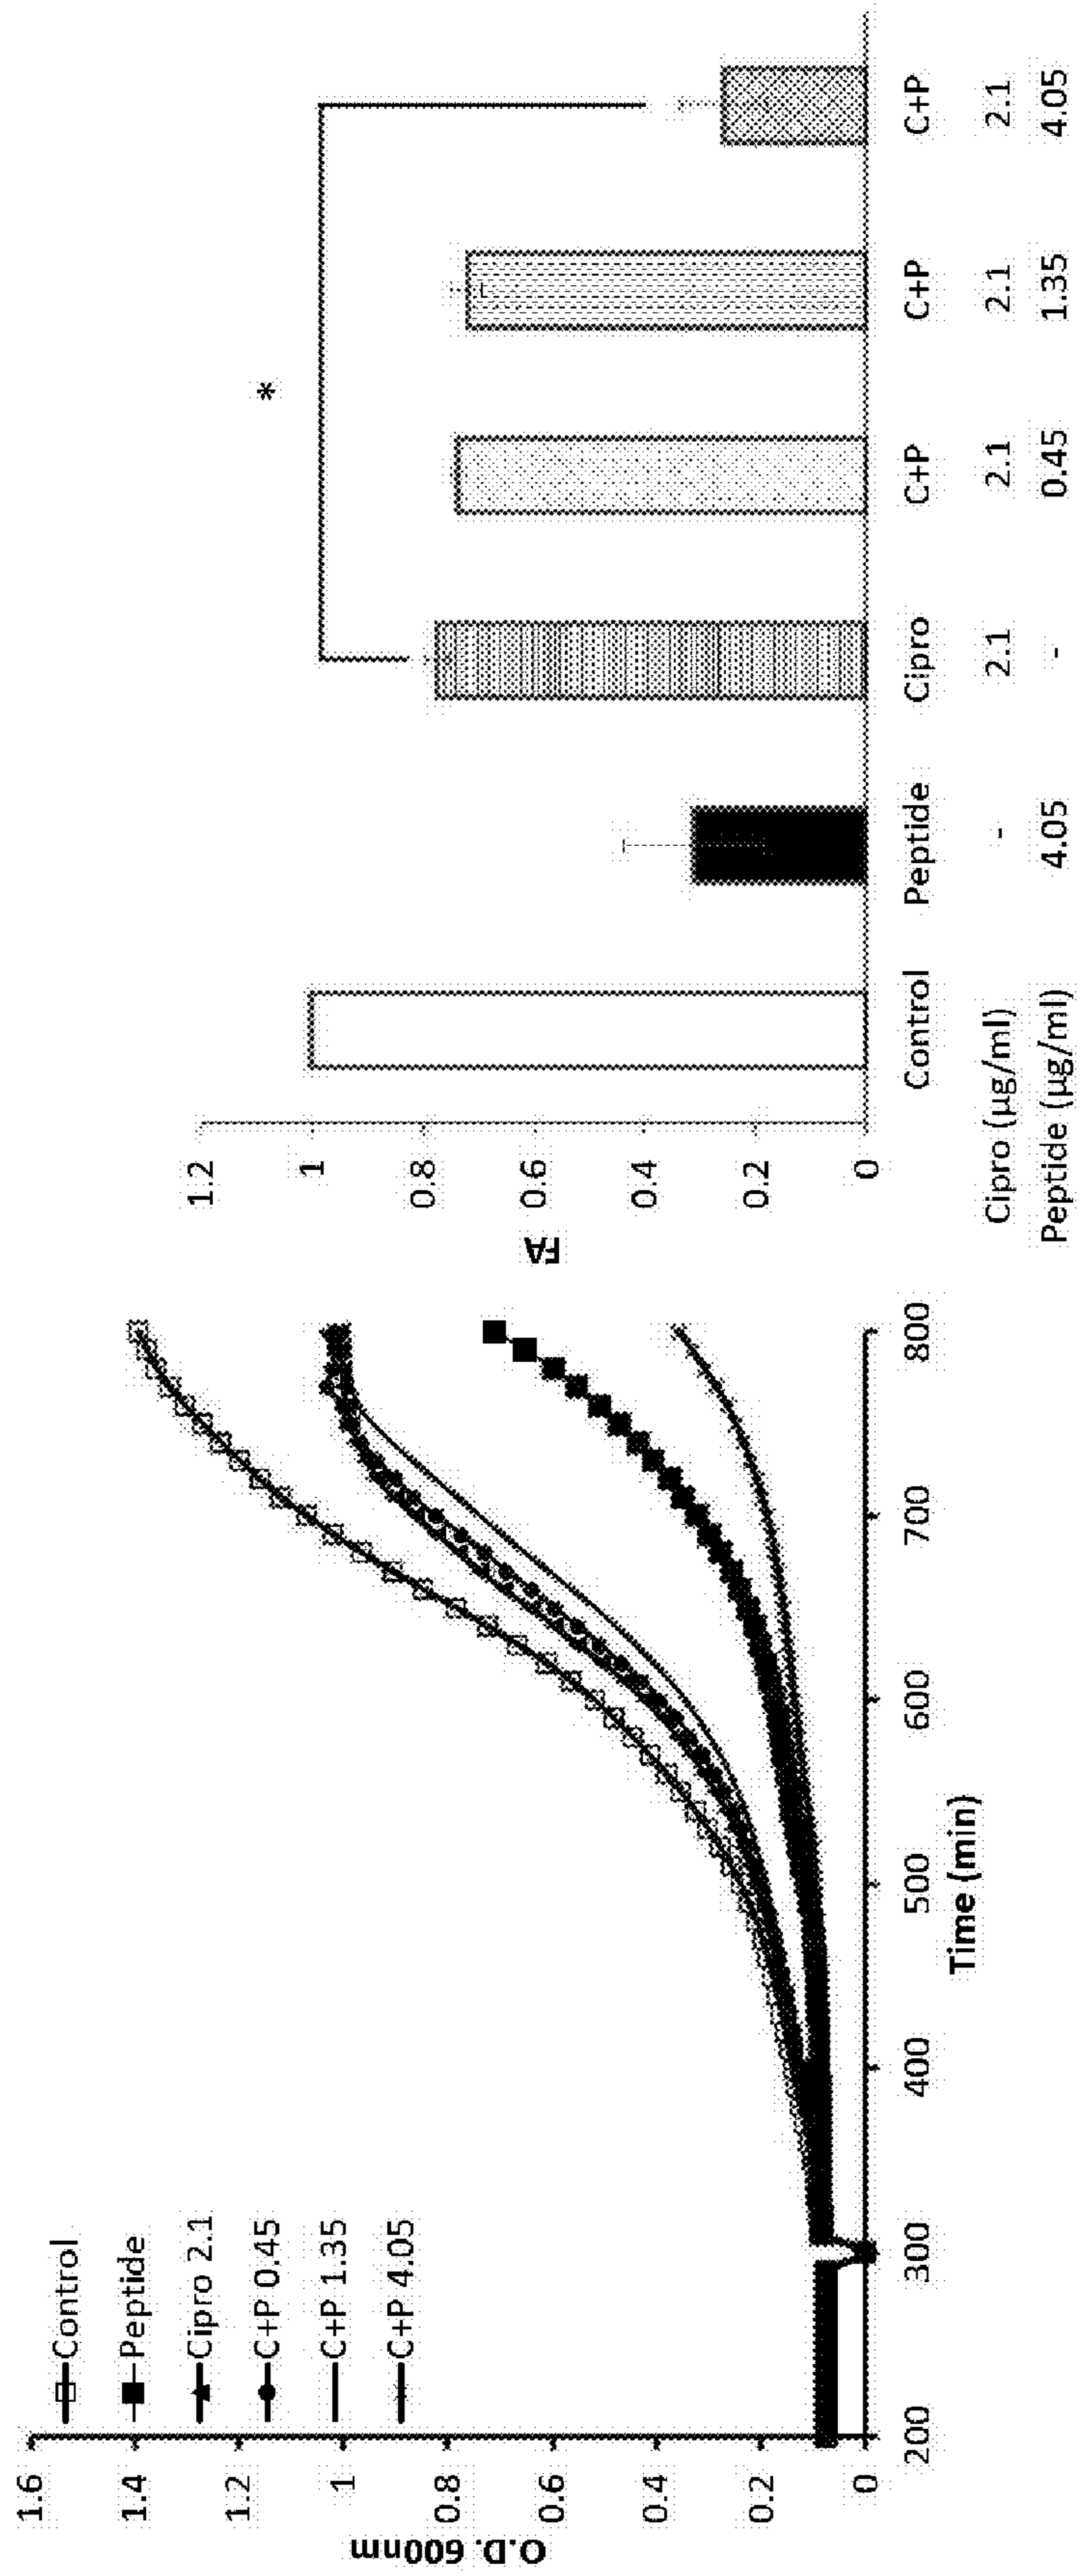 O.D. 600nm
1.6
1.4
1.2
1
0.8
0.6
0.4
0.2
0
Control
Peptide
Cipro 2.1
C+P 0.45
C+P 1.35
C+P 4.05
200 300 400 500 600 700 800
Time (min)
FA
1.2
1
0.8
0.6
0.4
0.2
0
*
Control Peptide Cipro C+P C+P C+P
Cipro (µg/ml) - 2.1 2.1 2.1 2.1
Peptide (µg/ml) 4.05 - 0.45 1.35 4.05